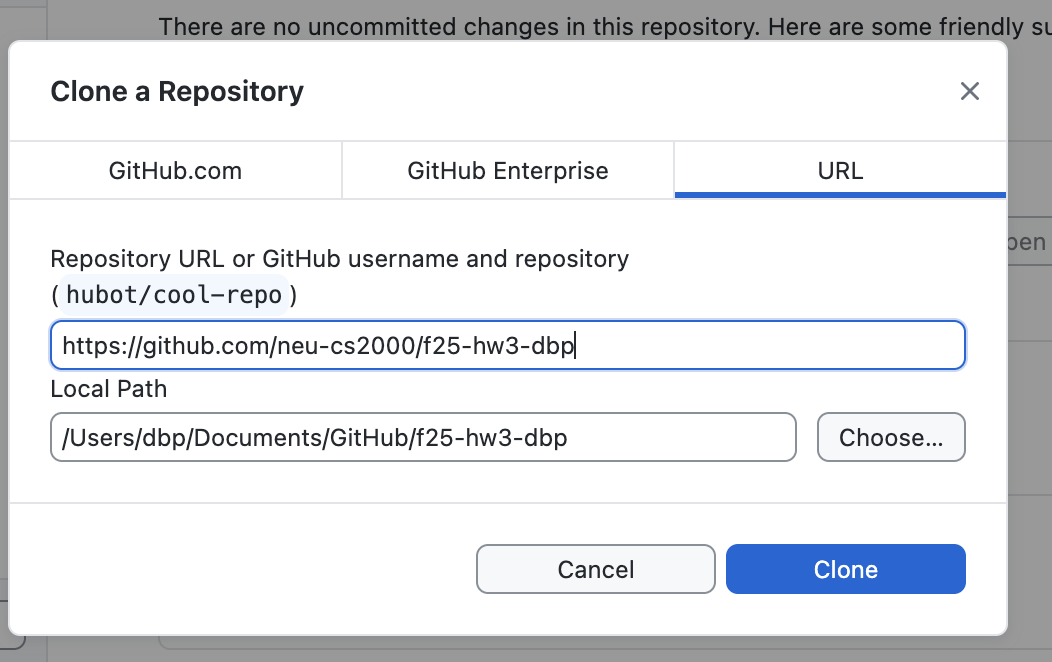 There are no uncommitted changes in this repository. Here are some friendly
Clone a Repository
GitHub.com
GitHub Enterprise
URL
Repository URL or GitHub username and repository
(hubot/cool-repo)
https://github.com/neu-cs2000/f25-hw3-dbp
Local Path
/Users/dbp/Documents/GitHub/f25-hw3-dbp
Choose...
Cancel
Clone